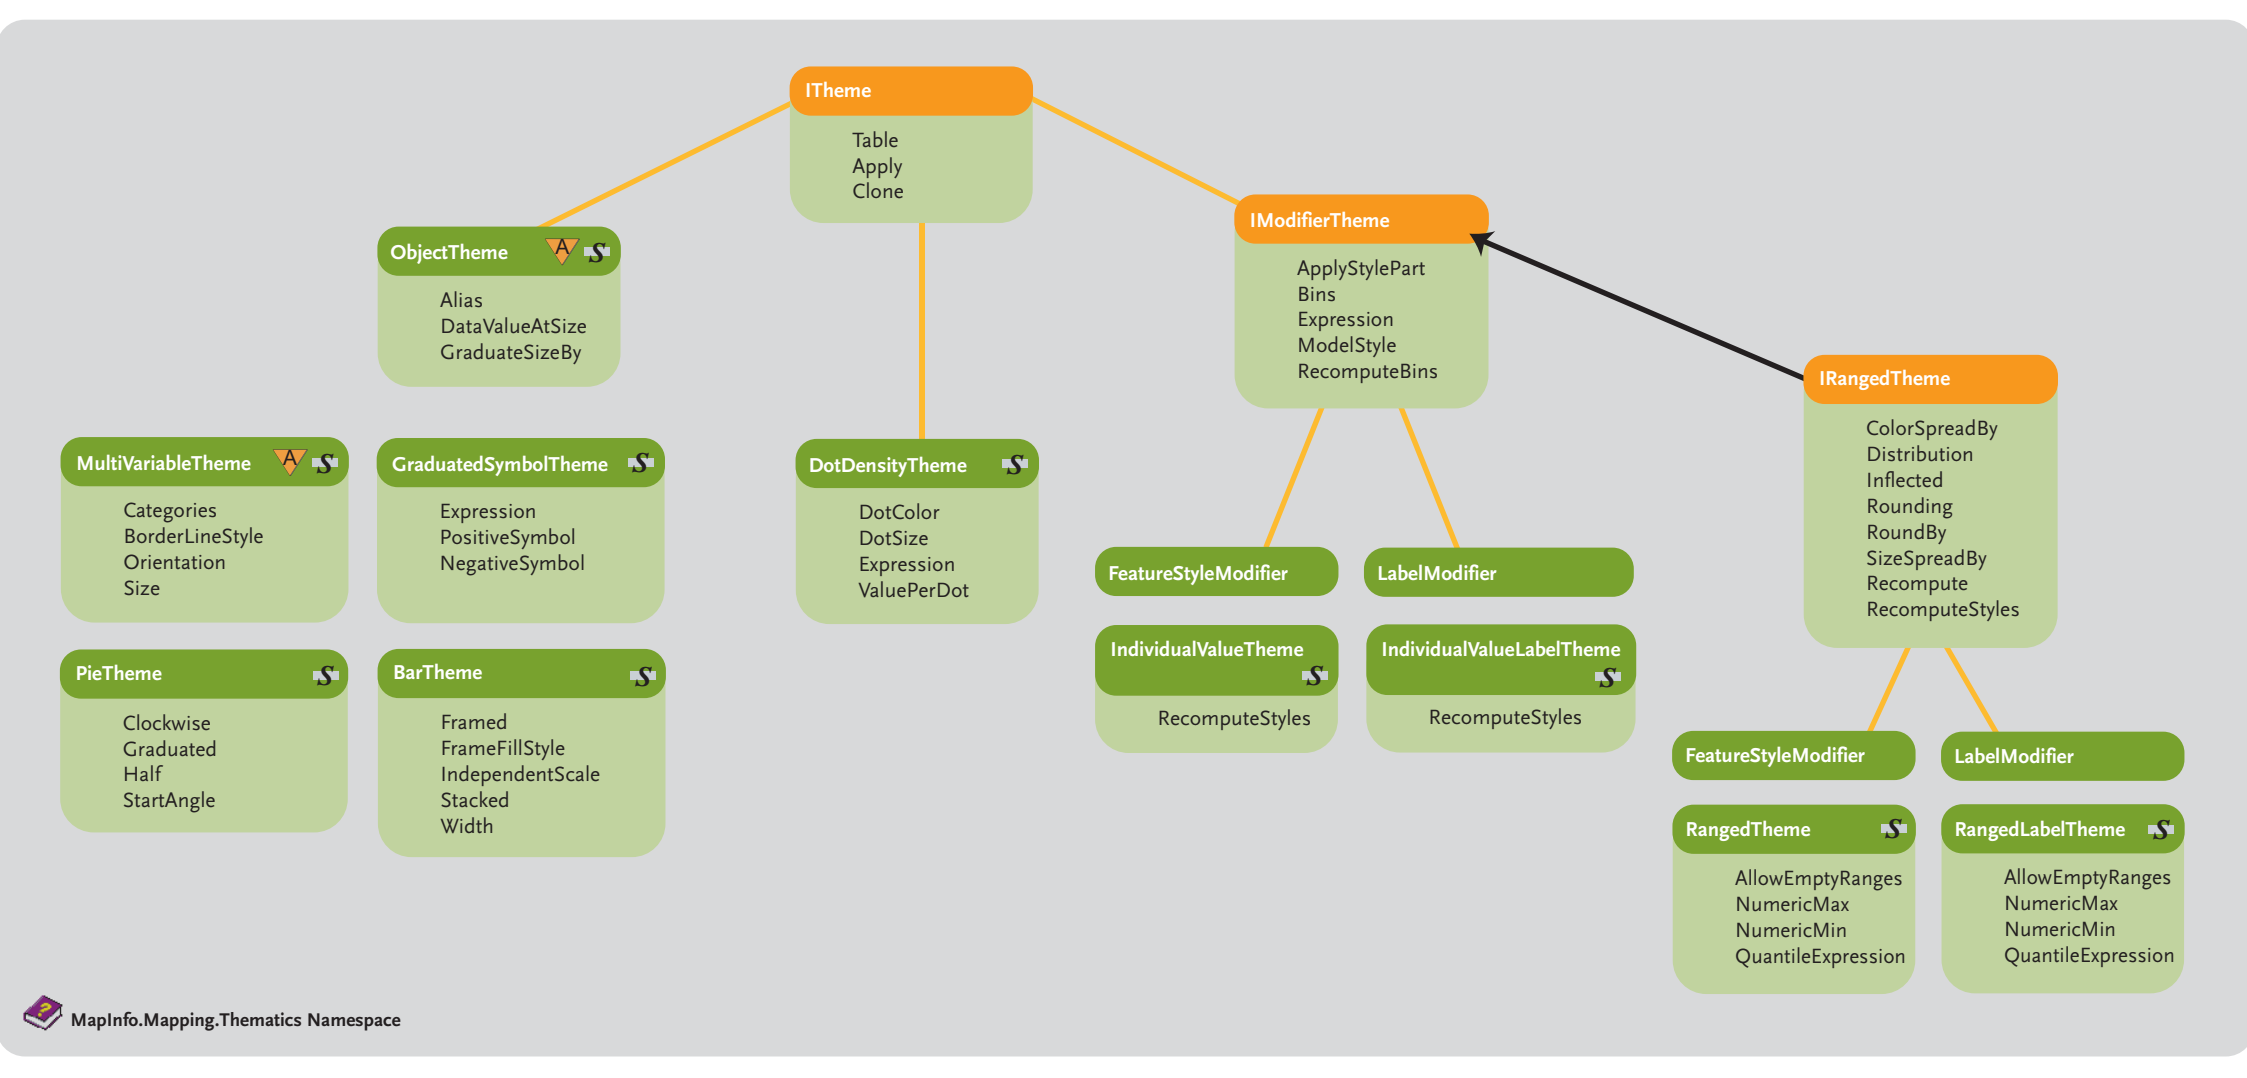 ITheme
Table
Apply
Clone
ObjectTheme A S
Alias
DataValueAtSize
GraduateSizeBy
MultiVariableTheme A S
Categories
BorderLineStyle
Orientation
Size
GraduatedSymbolTheme S
Expression
PositiveSymbol
NegativeSymbol
PieTheme S
Clockwise
Graduated
Half
StartAngle
BarTheme S
Framed
FrameFillStyle
IndependentScale
Stacked
Width
DotDensityTheme S
DotColor
DotSize
Expression
ValuePerDot
IModifierTheme
ApplyStylePart
Bins
Expression
ModelStyle
RecomputeBins
FeatureStyleModifier
LabelModifier
IndividualValueTheme
S
RecomputeStyles
IndividualValueLabelTheme
S
RecomputeStyles
IRangedTheme
ColorSpreadBy
Distribution
Inflected
Rounding
RoundBy
SizeSpreadBy
Recompute
RecomputeStyles
FeatureStyleModifier
LabelModifier
RangedTheme S
AllowEmptyRanges
NumericMax
NumericMin
QuantileExpression
RangedLabelTheme S
AllowEmptyRanges
NumericMax
NumericMin
QuantileExpression
? MapInfo.Mapping.Thematics Namespace